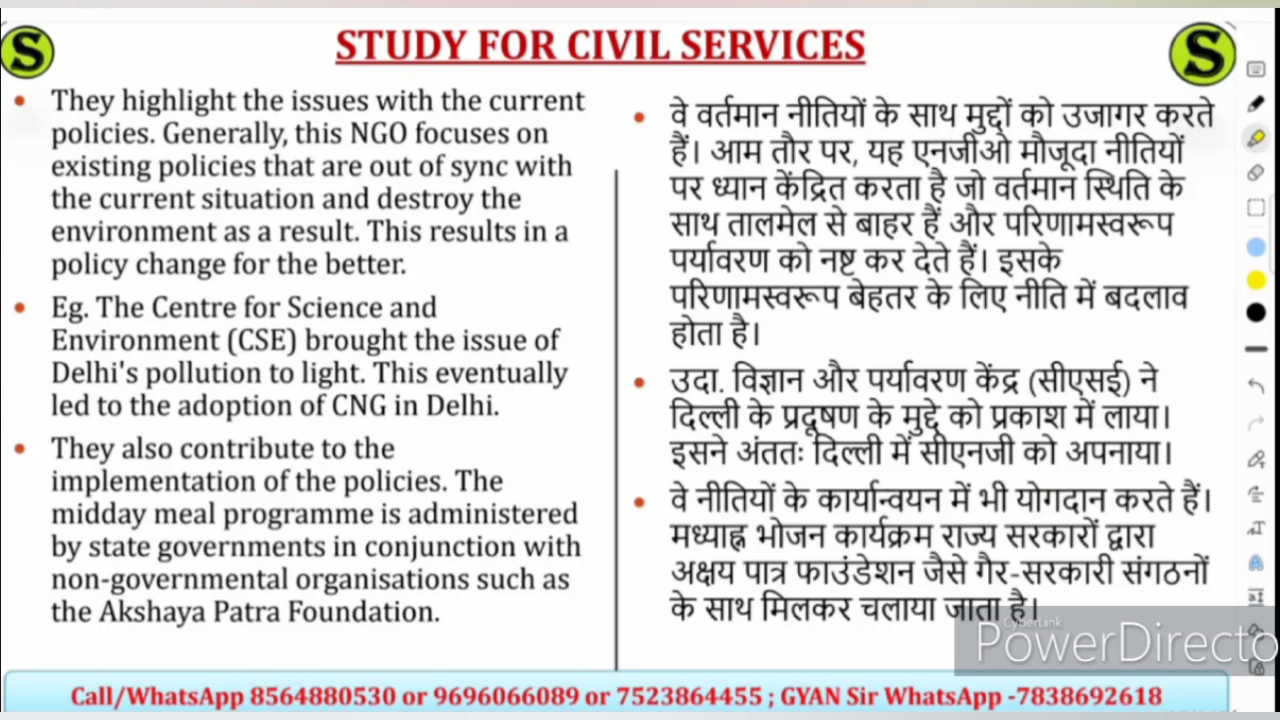 S
STUDY FOR CIVIL SERVICES
S
• They highlight the issues with the current
policies. Generally, this NGO focuses on
existing policies that are out of sync with
the current situation and destroy the
environment as a result. This results in a
policy change for the better.
• Eg. The Centre for Science and
Environment (CSE) brought the issue of
Delhi's pollution to light. This eventually
led to the adoption of CNG in Delhi.
• They also contribute to the
implementation of the policies. The
midday meal programme is administered
by state governments in conjunction with
non-governmental organisations such as
the Akshaya Patra Foundation.
• वे वर्तमान नीतियों के साथ मुद्दों को उजागर करते
हैं। आम तौर पर, यह एनजीओ मौजूदा नीतियों
पर ध्यान केंद्रित करता है जो वर्तमान स्थिति के
साथ तालमेल से बाहर हैं और परिणामस्वरूप
पर्यावरण को नष्ट कर देते हैं। इसके
परिणामस्वरूप बेहतर के लिए नीति में बदलाव
होता है।
• उदा. विज्ञान और पर्यावरण केंद्र (सीएसई) ने
दिल्ली के प्रदूषण के मुद्दे को प्रकाश में लाया।
इसने अंततः दिल्ली में सीएनजी को अपनाया।
• वे नीतियों के कार्यान्वयन में भी योगदान करते हैं।
मध्याह्न भोजन कार्यक्रम राज्य सरकारों द्वारा
अक्षय पात्र फाउंडेशन जैसे गैर-सरकारी संगठनों
के साथ मिलकर चलाया जाता है।
CyberLink
PowerDirecto
Call/WhatsApp 8564880530 or 9696066089 or 7523864455 ; GYAN Sir WhatsApp -7838692618